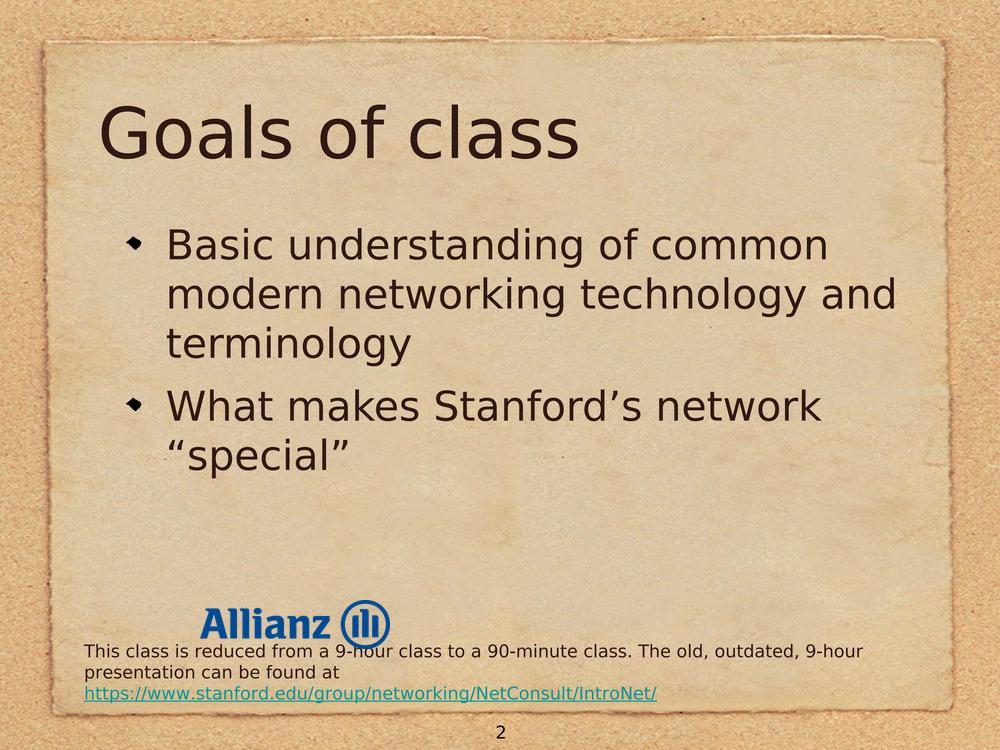 Goals of class
Basic understanding of common
modern networking technology and
terminology
What makes Stanford’s network
“special”
Allianz
This class is reduced from a 9-hour class to a 90-minute class. The old, outdated, 9-hour
presentation can be found at
https://www.stanford.edu/group/networking/NetConsult/IntroNet/
2